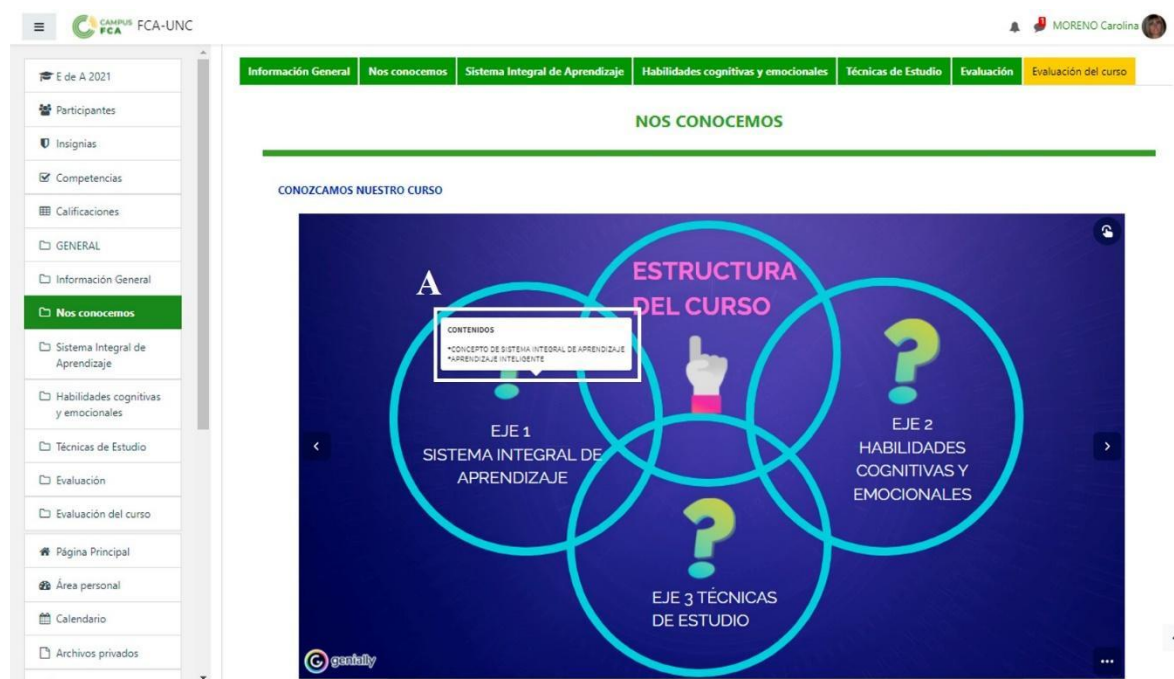 CAMPUS
FCA
FCA-UNC
1
MORENO Carolina
E de A 2021
Participantes
Insignias
Competencias
Calificaciones
GENERAL
Información General
Nos conocemos
Sistema Integral de
Aprendizaje
Habilidades cognitivas
y emocionales
Técnicas de Estudio
Evaluación
Evaluación del curso
Página Principal
Área personal
Calendario
Archivos privados
Información General
Nos conocemos
Sistema Integral de Aprendizaje
Habilidades cognitivas y emocionales
Técnicas de Estudio
Evaluación
Evaluación del curso
NOS CONOCEMOS
CONOZCAMOS NUESTRO CURSO
ESTRUCTURA
DEL CURSO
A
CONTENIDOS
*CONCEPTO DE SISTEMA INTEGRAL DE APRENDIZAJE
*APRENDIZAJE INTELIGENTE
?
EJE 1
SISTEMA INTEGRAL DE
APRENDIZAJE
?
EJE 2
HABILIDADES
COGNITIVAS Y
EMOCIONALES
?
EJE 3 TÉCNICAS
DE ESTUDIO
G genially